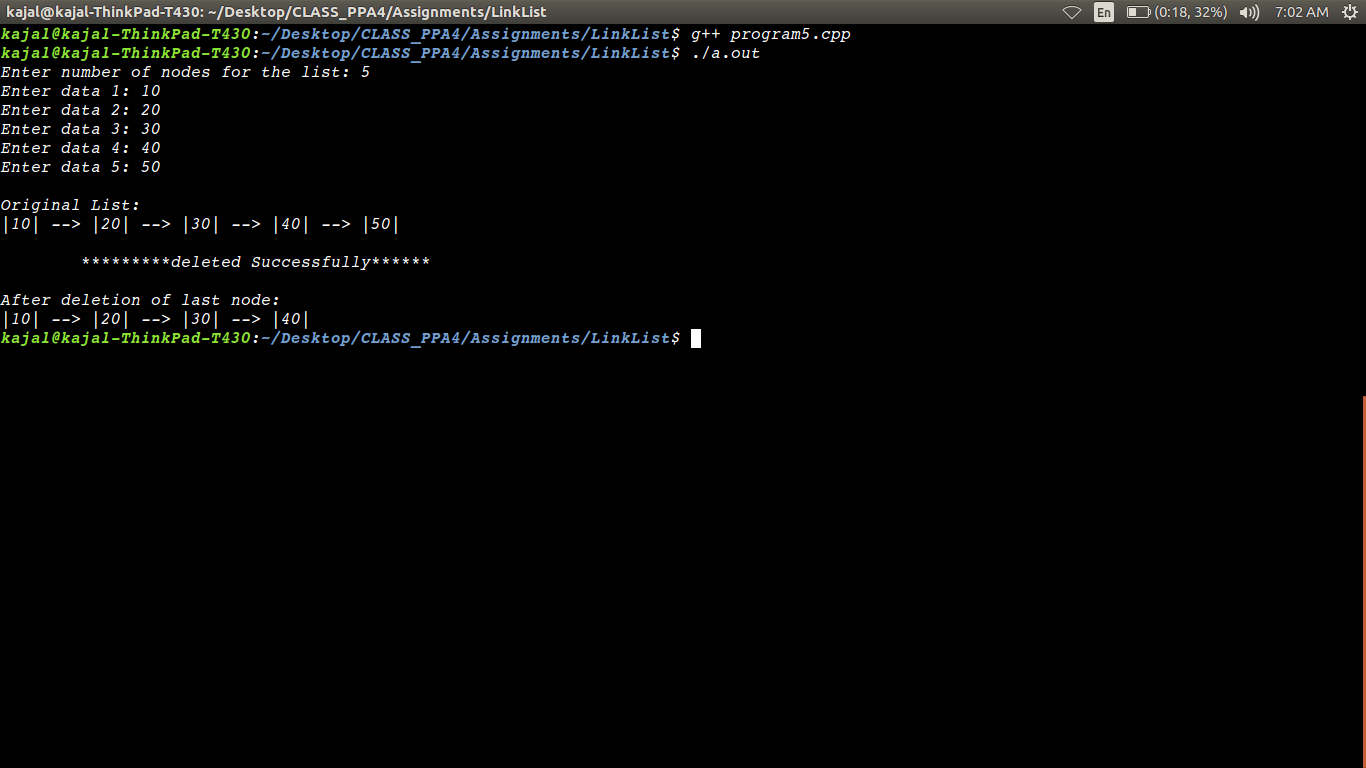 kajal@kajal-ThinkPad-T430: ~/Desktop/CLASS_PPA4/Assignments/LinkList En (0:18, 32%) 7:02 AM
kajal@kajal-ThinkPad-T430:~/Desktop/CLASS_PPA4/Assignments/LinkList$ g++ program5.cpp
kajal@kajal-ThinkPad-T430:~/Desktop/CLASS_PPA4/Assignments/LinkList$ ./a.out
Enter number of nodes for the list: 5
Enter data 1: 10
Enter data 2: 20
Enter data 3: 30
Enter data 4: 40
Enter data 5: 50
Original List:
|10| --> |20| --> |30| --> |40| --> |50|
*********deleted Successfully******
After deletion of last node:
|10| --> |20| --> |30| --> |40|
kajal@kajal-ThinkPad-T430:~/Desktop/CLASS_PPA4/Assignments/LinkList$